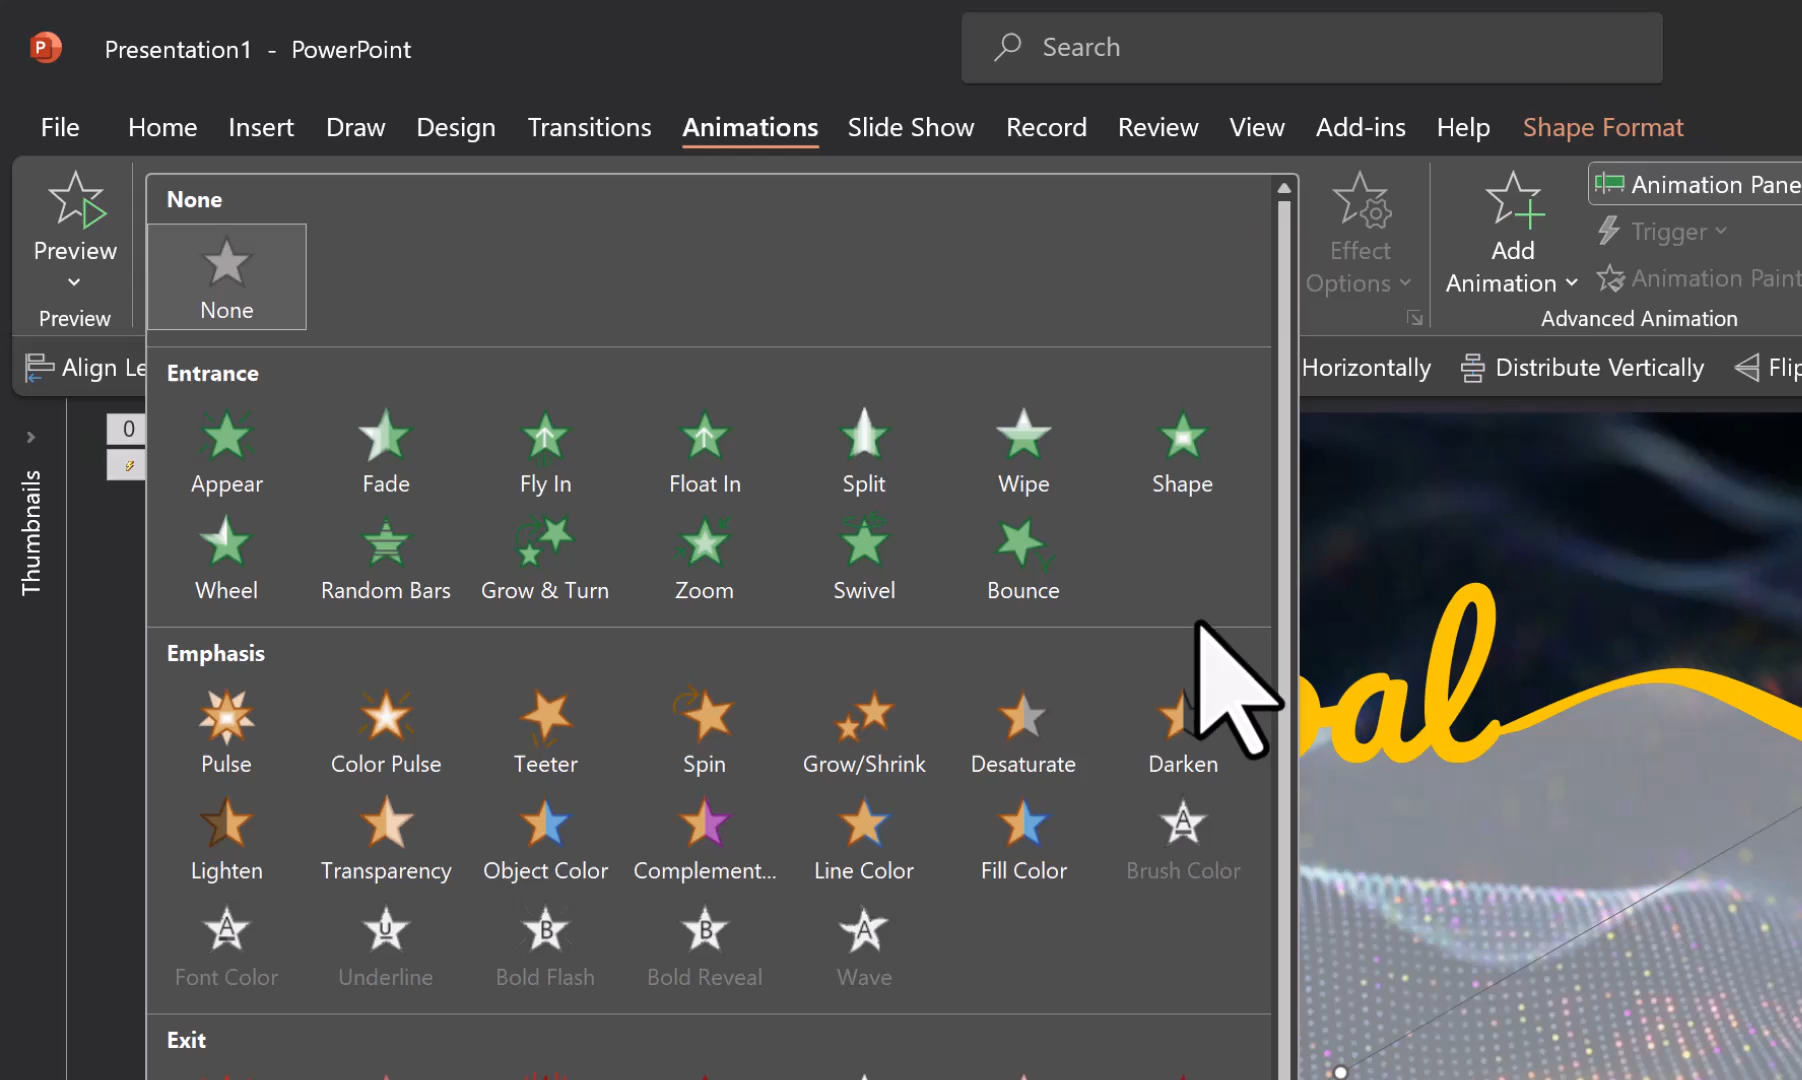 Presentation1 - PowerPoint
Search
File Home Insert Draw Design Transitions Animations Slide Show Record Review View Add-ins Help Shape Format
Preview
Preview
None
None
Effect
Options
Add
Animation
Animation Pane
Trigger
Animation Paint
Advanced Animation
Align Le
Horizontally
Distribute Vertically
Flip
Thumbnails
0
Entrance
Appear Fade Fly In Float In Split Wipe Shape
Wheel Random Bars Grow & Turn Zoom Swivel Bounce
Emphasis
Pulse Color Pulse Teeter Spin Grow/Shrink Desaturate Darken
Lighten Transparency Object Color Complement... Line Color Fill Color Brush Color
Font Color Underline Bold Flash Bold Reveal Wave
Exit
al